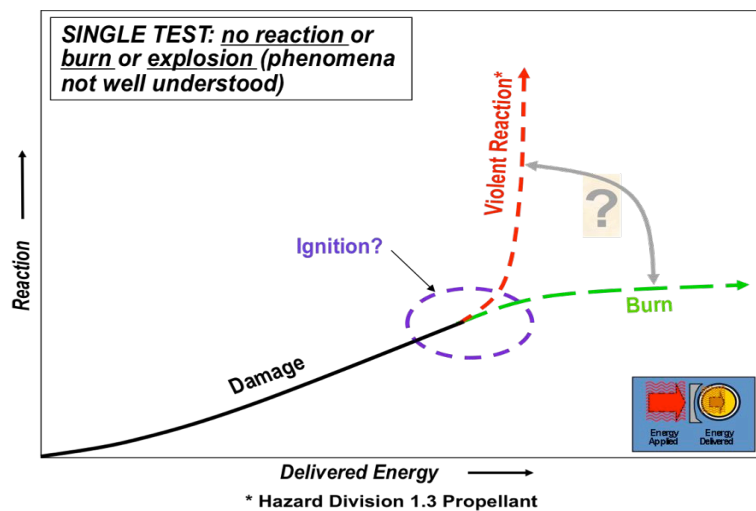 SINGLE TEST: no reaction or
burn or explosion (phenomena
not well understood)
Violent Reaction*
?
Ignition?
Reaction
Burn
Damage
Energy Applied
Energy Delivered
Delivered Energy
* Hazard Division 1.3 Propellant